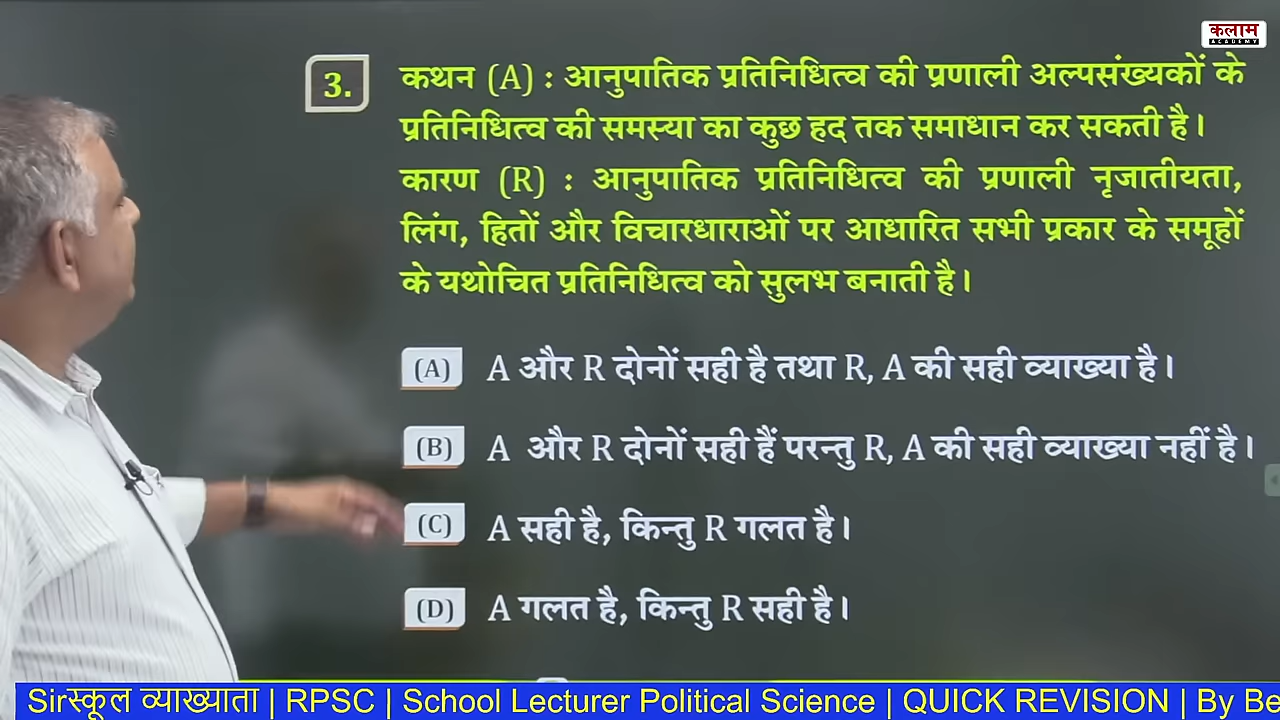 कलाम
ACADEMY
3.
कथन (A) : आनुपातिक प्रतिनिधित्व की प्रणाली अल्पसंख्यकों के
प्रतिनिधित्व की समस्या का कुछ हद तक समाधान कर सकती है।
कारण (R) : आनुपातिक प्रतिनिधित्व की प्रणाली नृजातीयता,
लिंग, हितों और विचारधाराओं पर आधारित सभी प्रकार के समूहों
के यथोचित प्रतिनिधित्व को सुलभ बनाती है।
(A) A और R दोनों सही है तथा R, A की सही व्याख्या है।
(B) A और R दोनों सही हैं परन्तु R, A की सही व्याख्या नहीं है।
(C) A सही है, किन्तु R गलत है।
(D) A गलत है, किन्तु R सही है।
Sirस्कूल व्याख्याता | RPSC | School Lecturer Political Science | QUICK REVISION | By Be